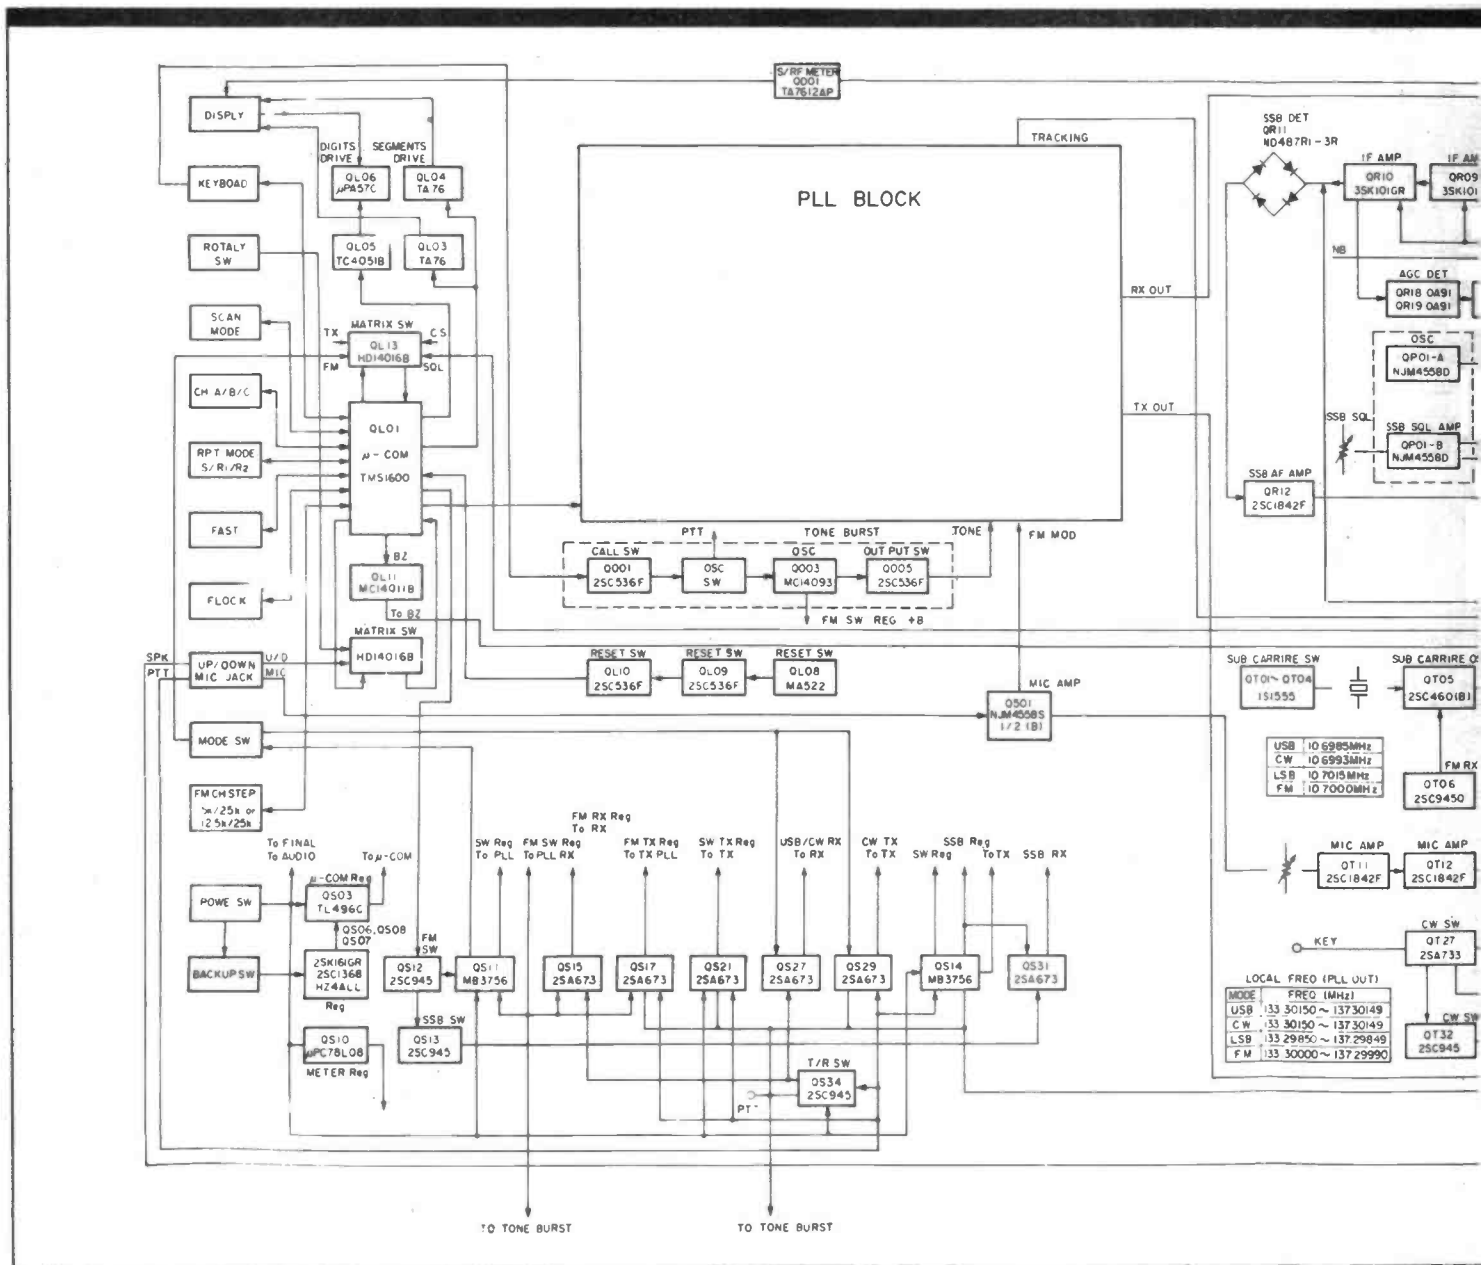 S/RF METER
QD01
TA7612AP
DISPLY
KEYBOAD
ROTALY
SW
SCAN
MODE
CH A/B/C
RPT MODE
S/R1/R2
FAST
FLOCK
SPK
PTT
UP/DOWN
MIC JACK
U/D
MIC
MODE SW
FM CH STEP
/25k or
12.5k/25k
POWE SW
BACKUP SW
DIGITS
DRIVE
SEGMENTS
DRIVE
QL06
μPA57C
QL04
TA76
QL05
TC4051B
QL03
TA76
MATRIX SW
TX
CS
QL13
HD14016B
FM
SQL
QL01
μ-COM
TMS1600
BZ
QL11
MC14011B
To BZ
MATRIX SW
HD14016B
PLL BLOCK
TRACKING
RX OUT
TX OUT
PTT
TONE BURST
TONE
FM MOD
CALL SW
Q001
2SC536F
OSC
SW
OSC
Q003
MC14093
OUT PUT SW
Q005
2SC536F
FM SW REG +B
RESET SW
QL10
2SC536F
RESET SW
QL09
2SC536F
RESET SW
QL08
MA522
MIC AMP
Q501
NJM4558S
1/2 (B)
SSB DET
QR11
ND487R1-3R
IF AMP
QR10
3SK101GR
IF AM
QR09
3SK101
NB
AGC DET
QR18 OA91
QR19 OA91
OSC
QP01-A
NJM4558D
SSB SQL
SSB SQL AMP
QP01-B
NJM4558D
SSB AF AMP
QR12
2SC1842F
SUB CARRIRE SW
QT01~QT04
1S1555
SUB CARRIRE O
QT05
2SC460(B)
USB 10.6985MHz
CW 10.6993MHz
LSB 10.7015MHz
FM 10.7000MHz
FM RX
QT06
2SC9450
MIC AMP
QT11
2SC1842F
MIC AMP
QT12
2SC1842F
KEY
CW SW
QT27
2SA733
LOCAL FREQ (PLL OUT)
MODE FREQ (MHz)
USB 133 30150~13730149
CW 133 30150~13730149
LSB 133 29850~137.29849
FM 133 30000~137.29990
CW SW
QT32
2SC945
To FINAL
To AUDIO
To μ-COM
μ-COM Reg
QS03
TL496C
QS06,QS08
QS07
2SK161GR
2SC1368
HZ4ALL
Reg
QS10
μPC78L08
METER Reg
FM
SW
QS12
2SC945
SSB SW
QS13
2SC945
SW Reg
To PLL
QS11
MB3756
FM SW Reg
To PLL RX
FM RX Reg
To RX
QS15
2SA673
FM TX Reg
To TX PLL
QS17
2SA673
SW TX Reg
To TX
QS21
2SA673
USB/CW RX
To RX
QS27
2SA673
CW TX
To TX
QS29
2SA673
SSB Reg
SW Reg
To TX
QS14
MB3756
SSB RX
QS31
2SA673
T/R SW
QS34
2SC945
TO TONE BURST
TO TONE BURST